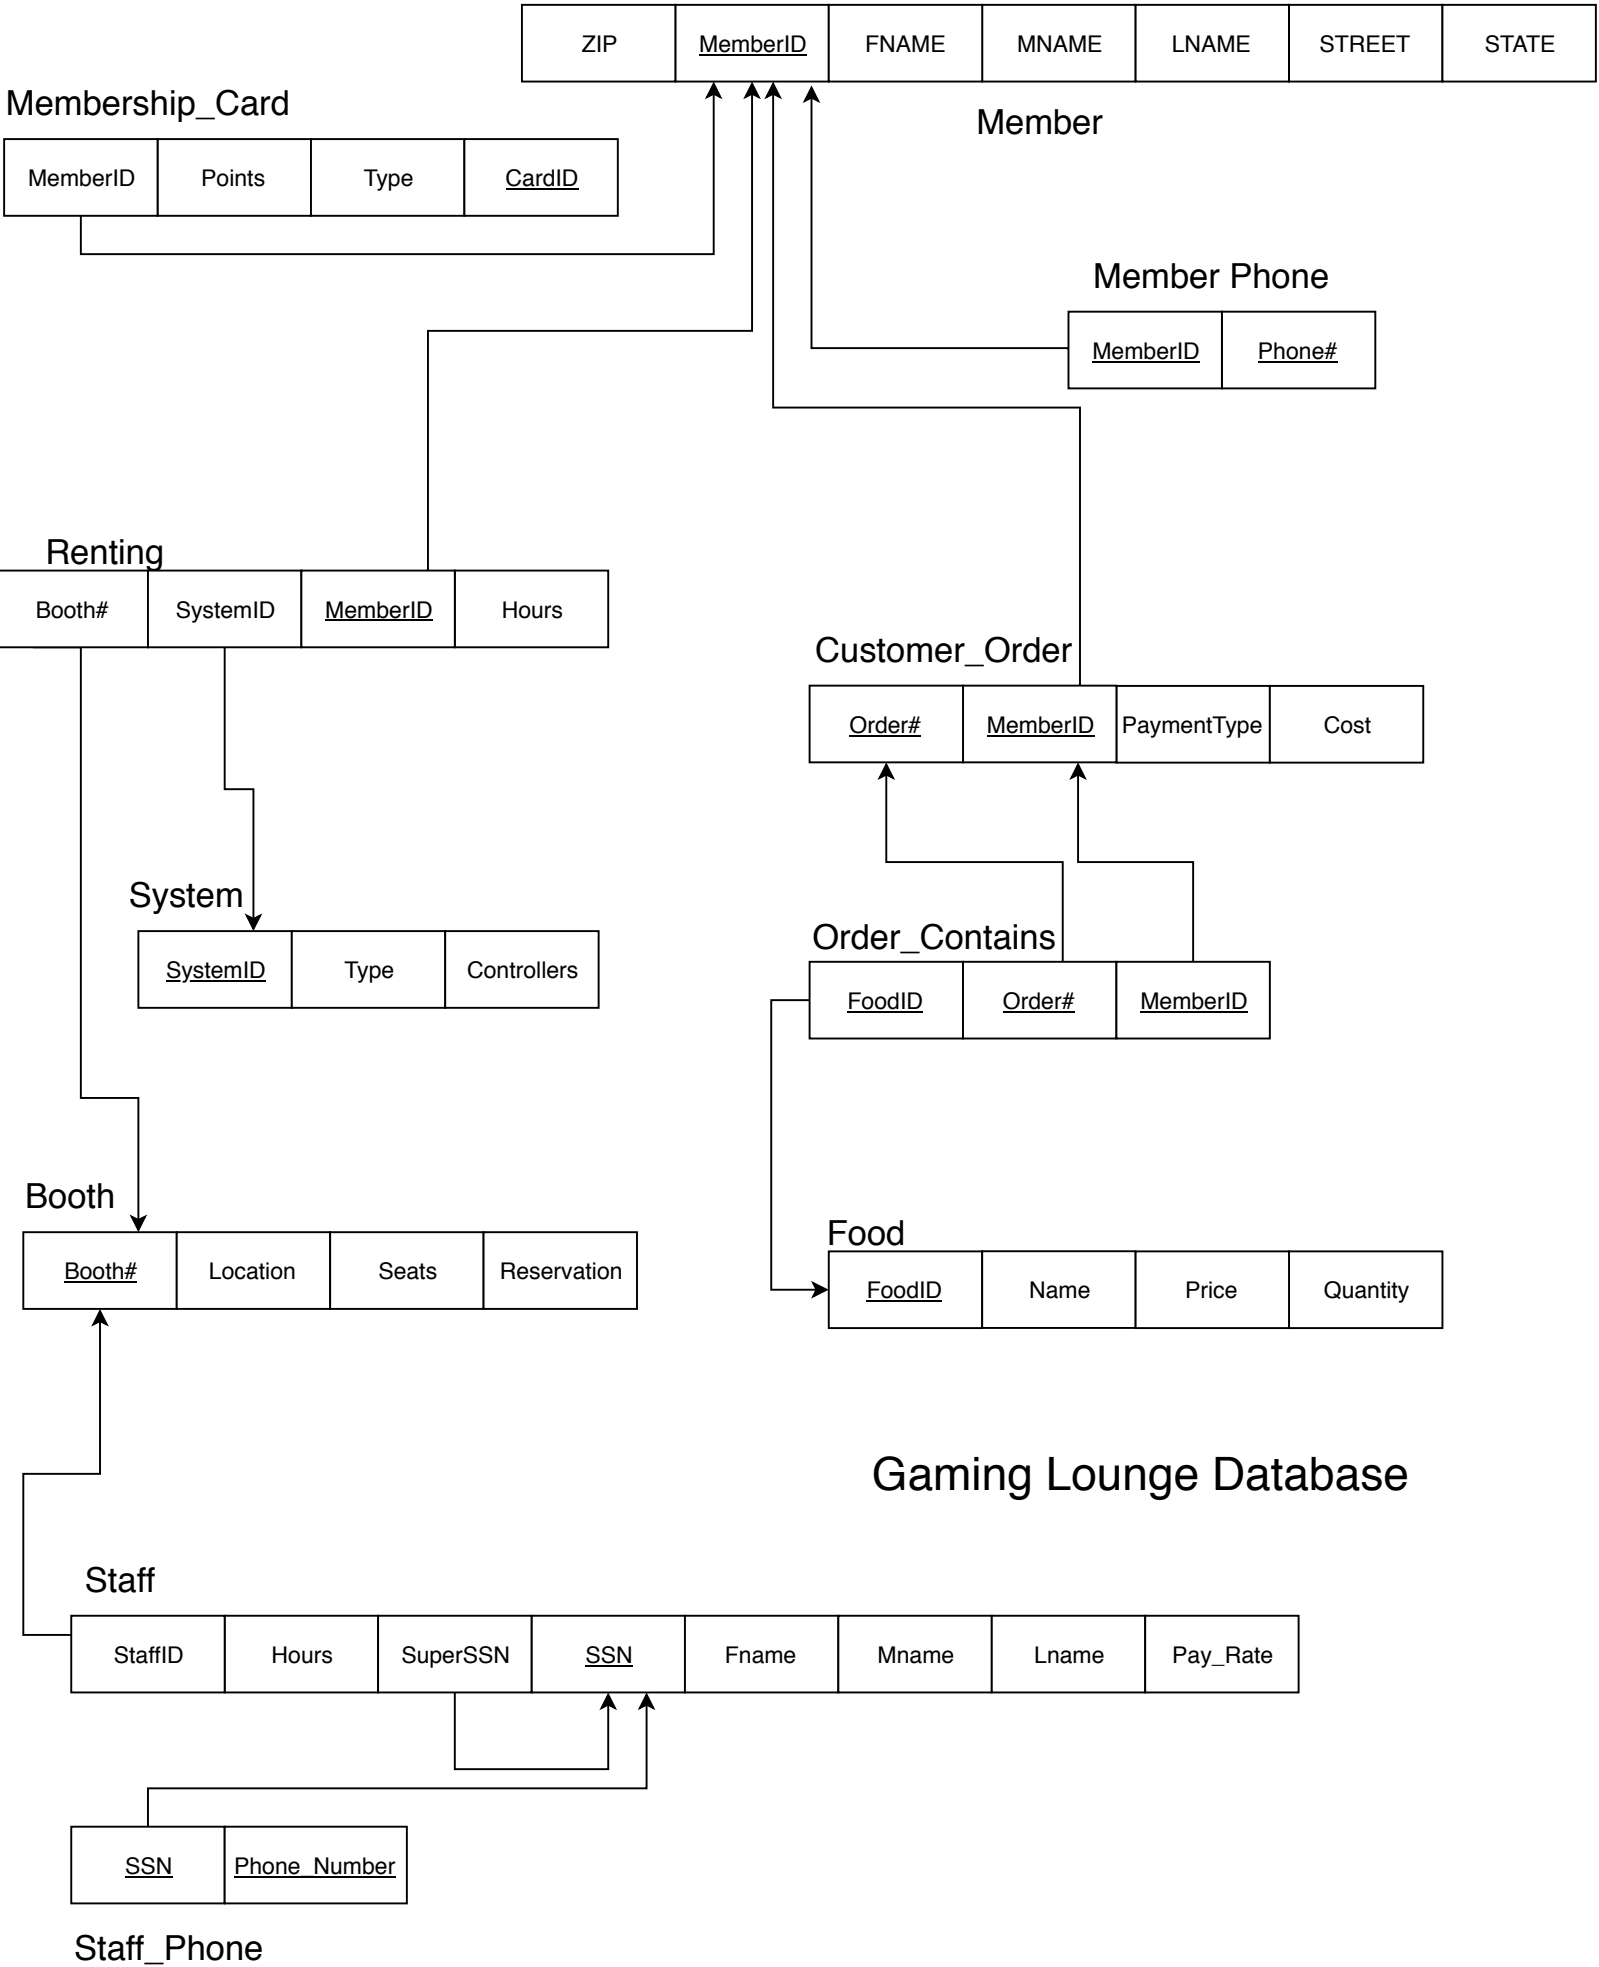 ZIP MemberID FNAME MNAME LNAME STREET STATE
Member
Membership_Card
MemberID Points Type CardID
Member Phone
MemberID Phone#
Renting
Booth# SystemID MemberID Hours
Customer_Order
Order# MemberID PaymentType Cost
System
SystemID Type Controllers
Order_Contains
FoodID Order# MemberID
Booth
Booth# Location Seats Reservation
Food
FoodID Name Price Quantity
Gaming Lounge Database
Staff
StaffID Hours SuperSSN SSN Fname Mname Lname Pay_Rate
SSN Phone_Number
Staff_Phone